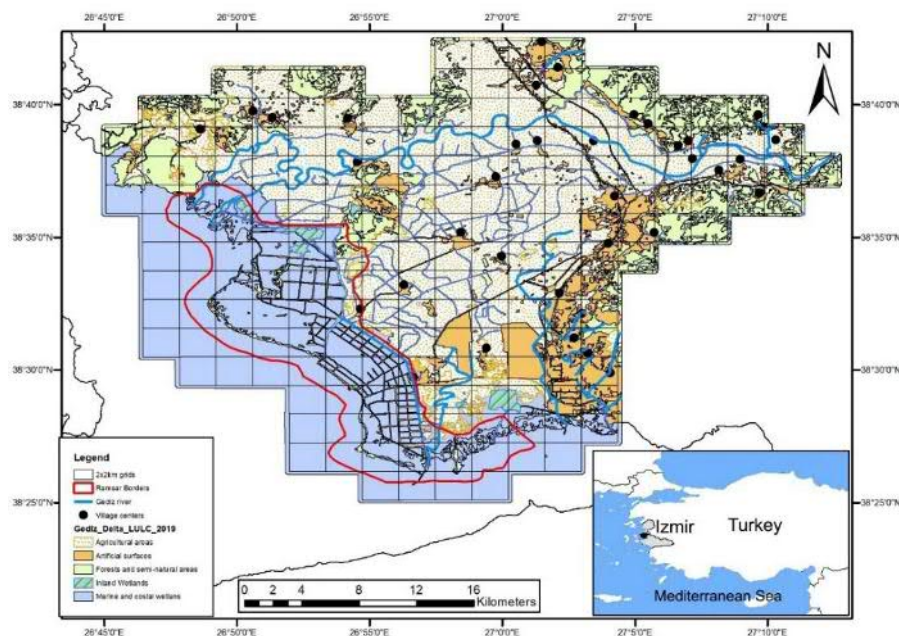 26°45'0"E 26°50'0"E 26°55'0"E 27°0'0"E 27°5'0"E 27°10'0"E
N
38°40'0"N 38°40'0"N
38°35'0"N 38°35'0"N
38°30'0"N 38°30'0"N
38°25'0"N 38°25'0"N
Legend
2x2km grids
Ramsar Borders
Gediz river
Village centers
Gediz_Delta_LULC_2019
Agricultural areas
Artificial surfaces
Forests and semi-natural areas
Inland Wetlands
Marine and costar wetlans
0 2 4 8 12 16
Kilometers
Izmir Turkey
Mediterranean Sea
26°45'0"E 26°50'0"E 26°55'0"E 27°0'0"E 27°5'0"E 27°10'0"E